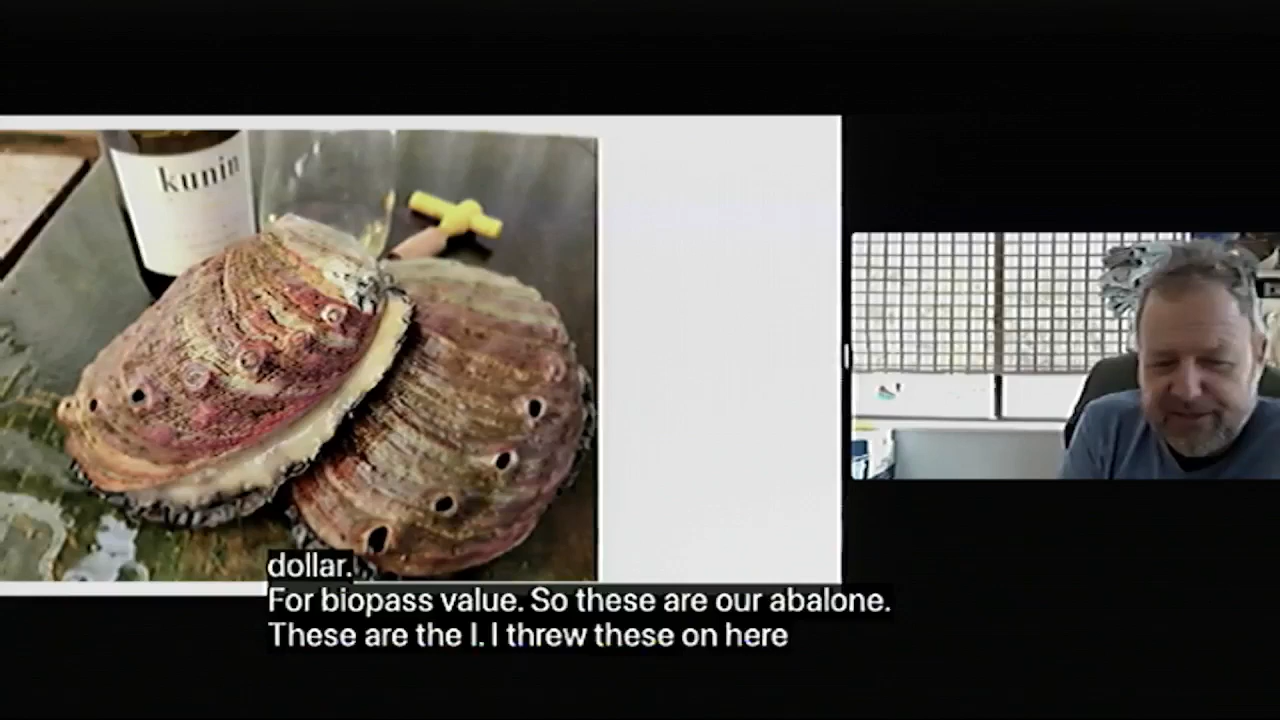 kunin
dollar.
For biopass value. So these are our abalone.
These are the I. I threw these on here